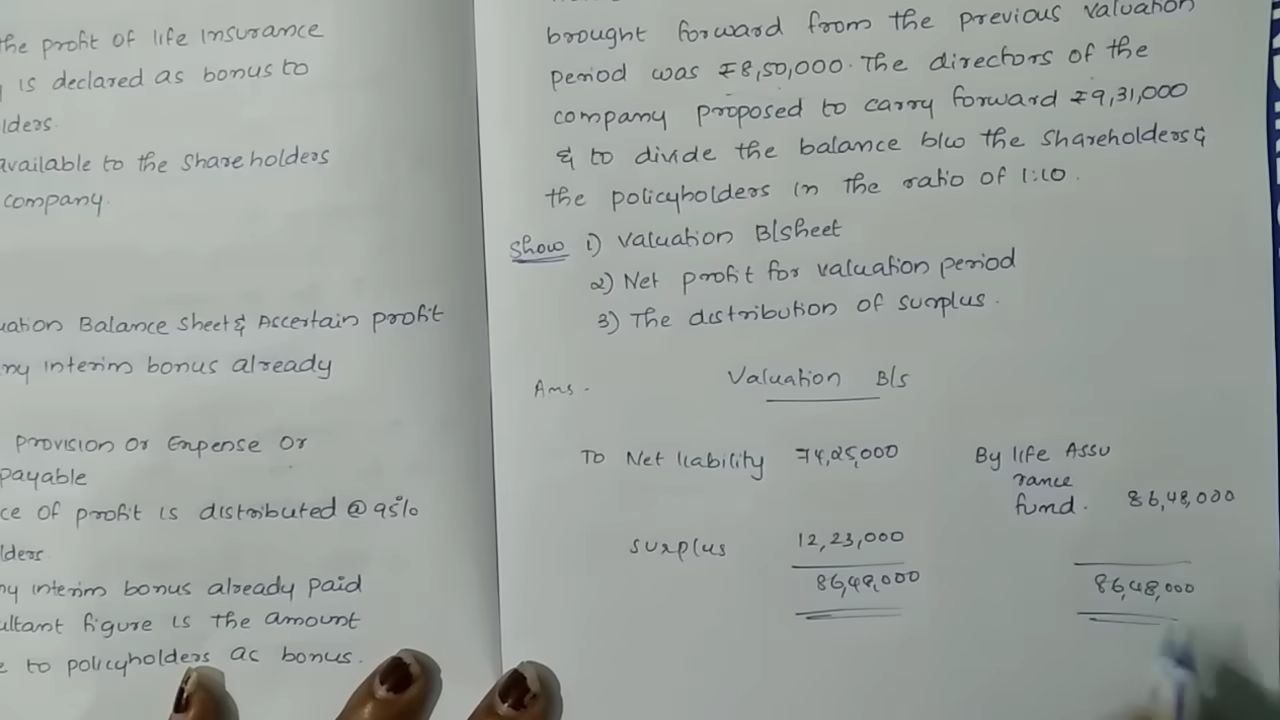 the profit of life insurance
is declared as bonus to
lders.
available to the shareholders
company.
uation Balance Sheet & Ascertain profit
ny interim bonus already
Provision or Expense or
payable
ce of profit is distributed @ 95%
lders
ny interim bonus already paid
ultant figure is the amount
e to policyholders as bonus.
brought forward from the previous valuation
period was ₹8,50,000. The directors of the
company proposed to carry forward ₹9,31,000
& to divide the balance b/w the shareholders &
the policyholders in the ratio of 1:10.
Show 1) Valuation B/Sheet
2) Net profit for valuation period
3) The distribution of surplus.
Ans. Valuation B/s
To Net liability 74,25,000 By life Assu
rance
fund. 86,48,000
Surplus 12,23,000
8648,000 86,48,000